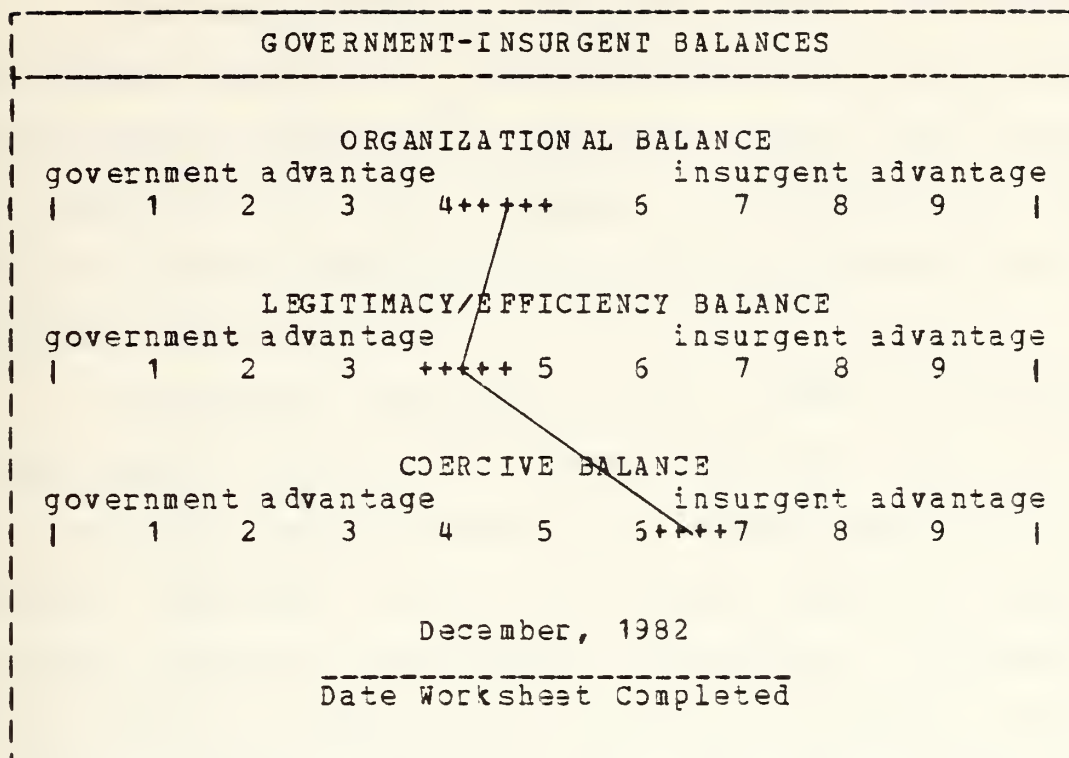 GOVERNMENT-INSURGENT BALANCES
ORGANIZATIONAL BALANCE
government advantage insurgent advantage
| 1 2 3 4+++++ 6 7 8 9 |
LEGITIMACY/EFFICIENCY BALANCE
government advantage insurgent advantage
| 1 2 3 +++++ 5 6 7 8 9 |
COERCIVE BALANCE
government advantage insurgent advantage
| 1 2 3 4 5 6++++7 8 9 |
December, 1982
Date Worksheet Completed